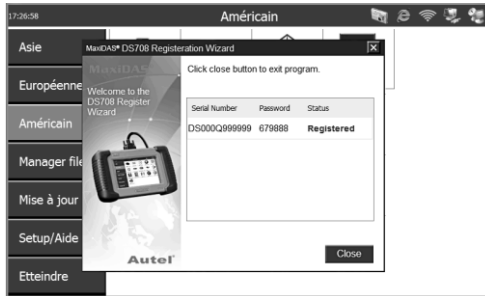 17:26:58
Américain
Asie
Européenne
Américain
Manager file
Mise à jour
Setup/Aide
Etteindre
MaxiDAS® DS708 Registeration Wizard
MaxiDAS
Welcome to the
DS708 Register
Wizard
Autel
Click close button to exit program.
Serial Number Password Status
DS000Q999999 679888 Registered
Close